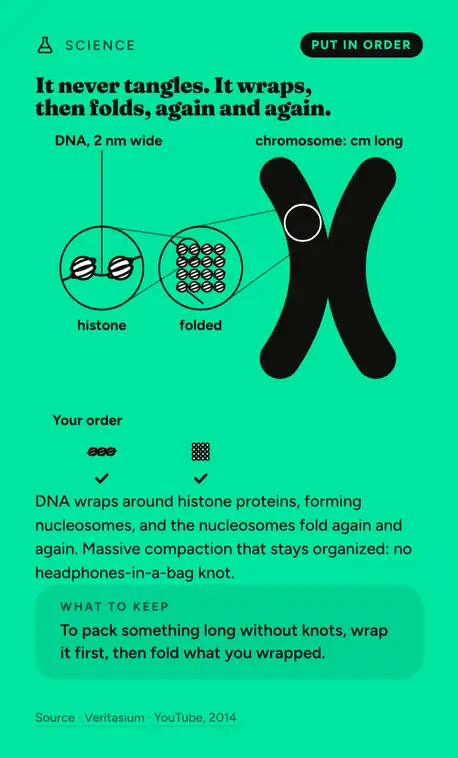 SCIENCE
PUT IN ORDER
It never tangles. It wraps,
then folds, again and again.
DNA, 2 nm wide
chromosome: cm long
histone
folded
Your order
DNA wraps around histone proteins, forming
nucleosomes, and the nucleosomes fold again and
again. Massive compaction that stays organized: no
headphones-in-a-bag knot.
WHAT TO KEEP
To pack something long without knots, wrap
it first, then fold what you wrapped.
Source · Veritasium · YouTube, 2014